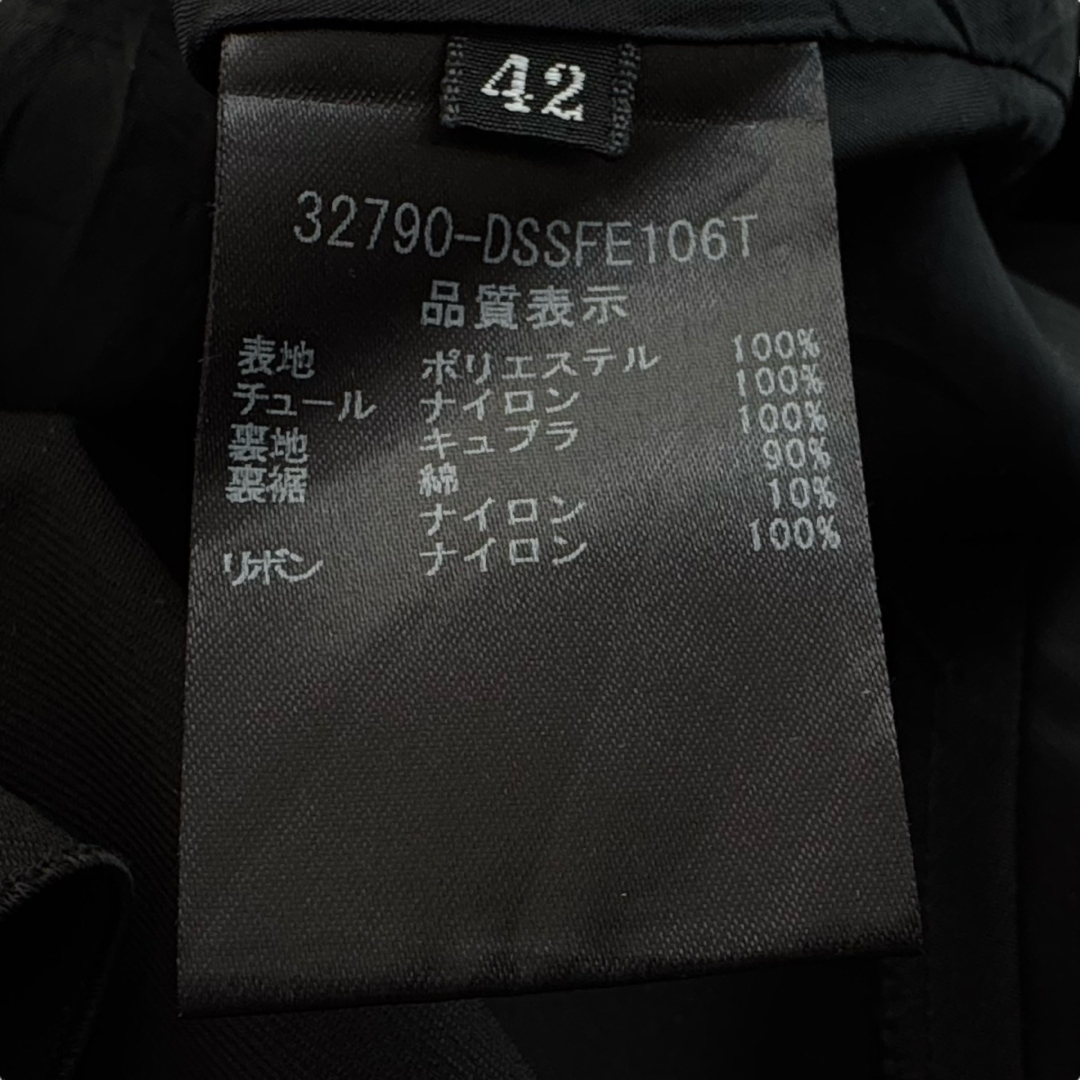 42
32790-DSSFE106T
品質表示
表地 ポリエステル 100%
チュール ナイロン 100%
裏地 キュプラ 100%
裏裾 綿 90%
ナイロン 10%
リボン ナイロン 100%